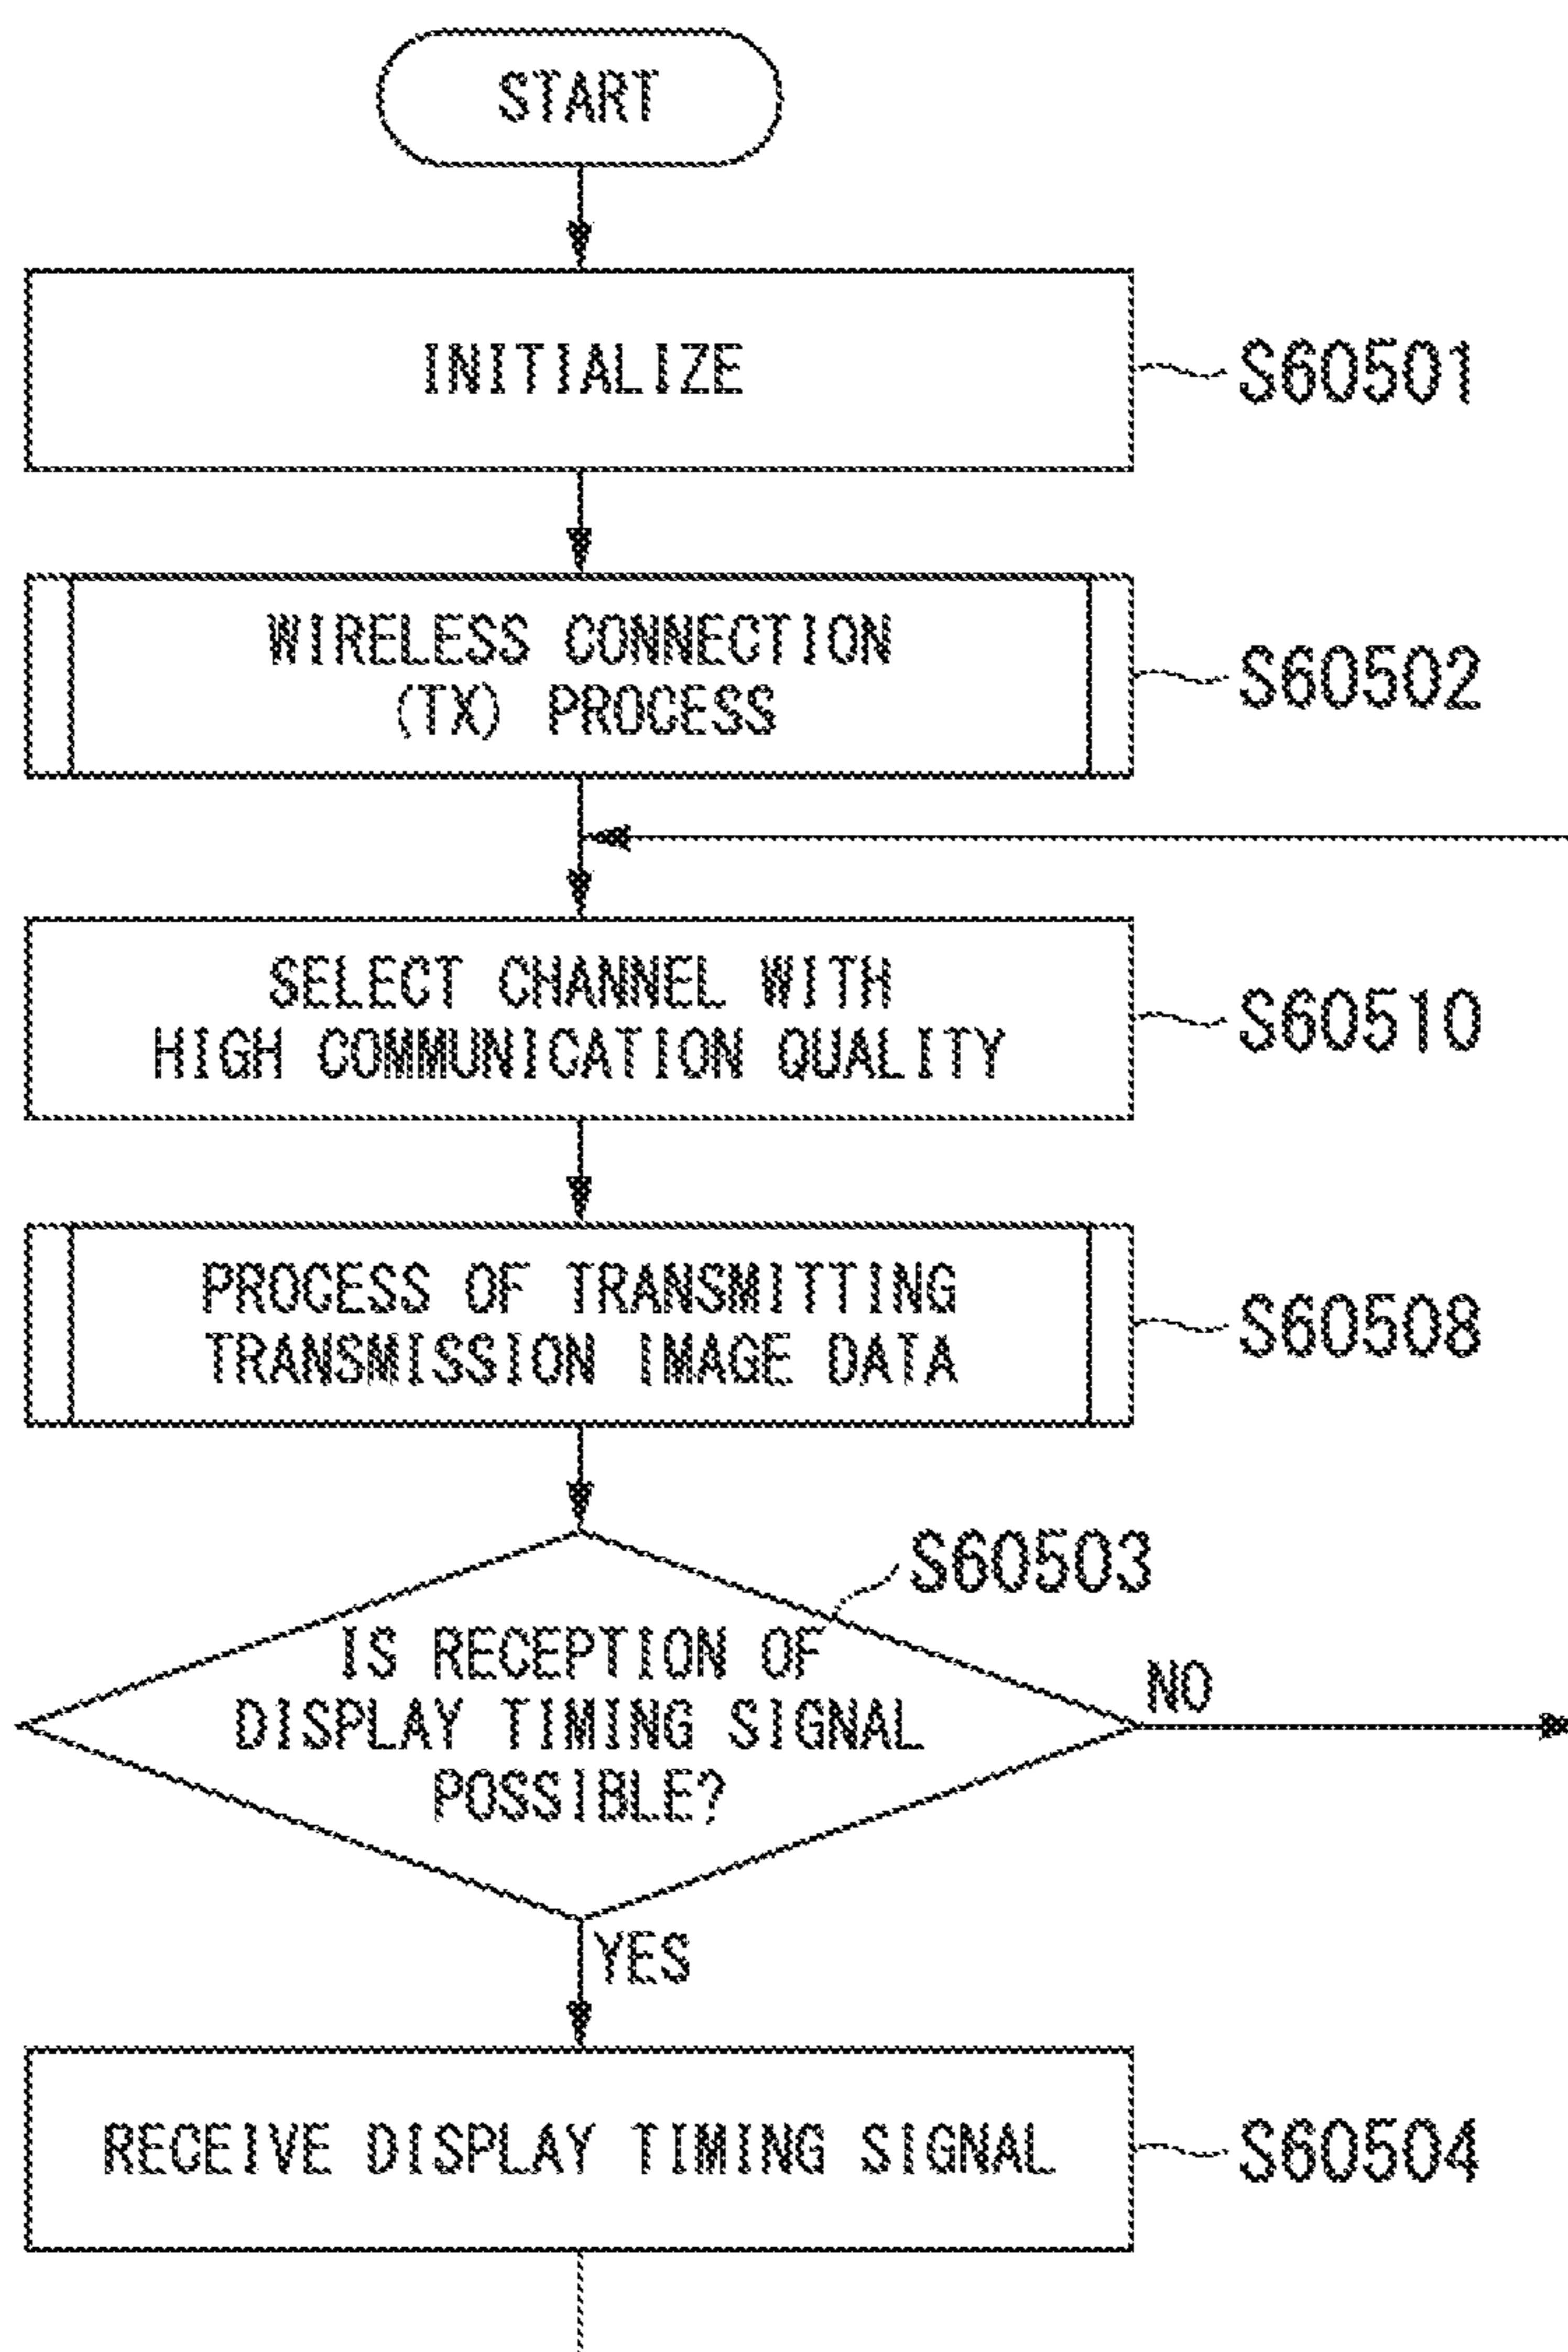 START
INITIALIZE
S60501
WIRELESS CONNECTION
(TX) PROCESS
S60502
SELECT CHANNEL WITH
HIGH COMMUNICATION QUALITY
S60510
PROCESS OF TRANSMITTING
TRANSMISSION IMAGE DATA
S60508
S60503
IS RECEPTION OF
DISPLAY TIMING SIGNAL
POSSIBLE?
NO
YES
RECEIVE DISPLAY TIMING SIGNAL
S60504